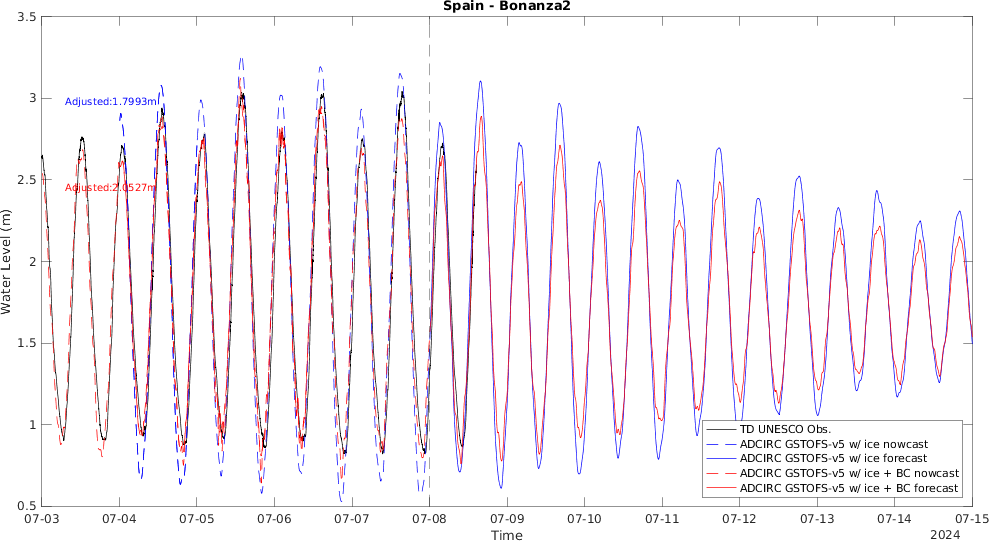 Spain - Bonanza2
3.5
3
2.5
2
1.5
1
0.5
Water Level (m)
Adjusted:1.7993m
Adjusted:2.0527m
TD UNESCO Obs.
ADCIRC GSTOFS-v5 w/ ice nowcast
ADCIRC GSTOFS-v5 w/ ice forecast
ADCIRC GSTOFS-v5 w/ ice + BC nowcast
ADCIRC GSTOFS-v5 w/ ice + BC forecast
07-03 07-04 07-05 07-06 07-07 07-08 07-09 07-10 07-11 07-12 07-13 07-14 07-15
Time
2024